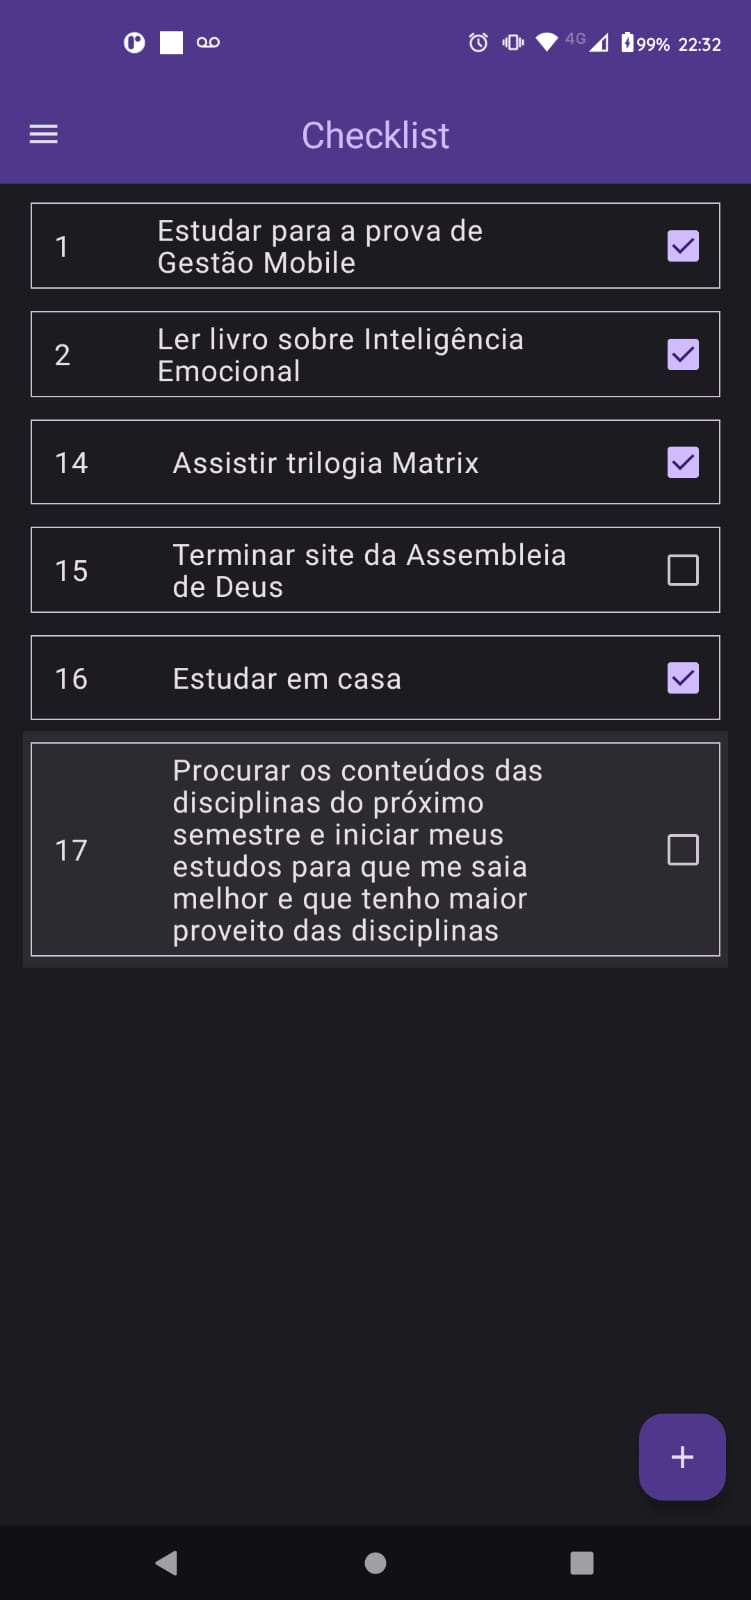 4G 99% 22:32
Checklist
1
Estudar para a prova de
Gestão Mobile
2
Ler livro sobre Inteligência
Emocional
14
Assistir trilogia Matrix
15
Terminar site da Assembleia
de Deus
16
Estudar em casa
17
Procurar os conteúdos das
disciplinas do próximo
semestre e iniciar meus
estudos para que me saia
melhor e que tenho maior
proveito das disciplinas
+